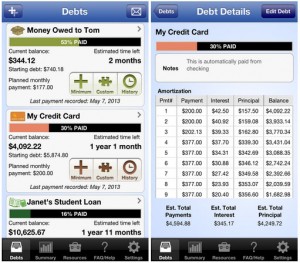 Debts
Money Owed to Tom
53% PAID
Current balance:
Estimated time left
$344.12
2 months
Starting debt: $740.18
Planned monthly
payment: $177.00
Minimum
Custom
History
Last payment recorded: May 7, 2013
My Credit Card
30% PAID
Current balance:
Estimated time left
$4,092.22
1 year 1 month
Starting debt: $5,874.80
Planned monthly
payment: $200.00
Minimum
Custom
History
Last payment recorded: May 7, 2013
Janet's Student Loan
16% PAID
Current balance:
Estimated time left
$10,625.67
1 year 11 months
Debts
Summary
Resources
FAQ/Help
Settings
Debts
Debt Details
Edit Debt
My Credit Card
30% PAID
Notes
This is automatically paid from
checking
Amortization
Pmt# Payment Interest Principal Balance
1 $200.00 $42.50 $157.50 $4,092.22
2 $200.00 $40.92 $159.08 $3,933.14
3 $202.13 $39.33 $162.80 $3,770.34
4 $377.00 $37.70 $339.30 $3,431.04
5 $377.00 $34.31 $342.69 $3,088.35
6 $377.00 $30.88 $346.12 $2,742.24
7 $377.00 $27.42 $349.58 $2,392.66
8 $377.00 $23.93 $353.07 $2,039.59
9 $377.00 $20.40 $356.60 $1,682.98
Est. Total
Payments
Est. Total
Interest
Est. Total
Principal
$4,594.88
$345.17
$4,249.72
Debts
Summary
Resources
FAQ/Help
Settings